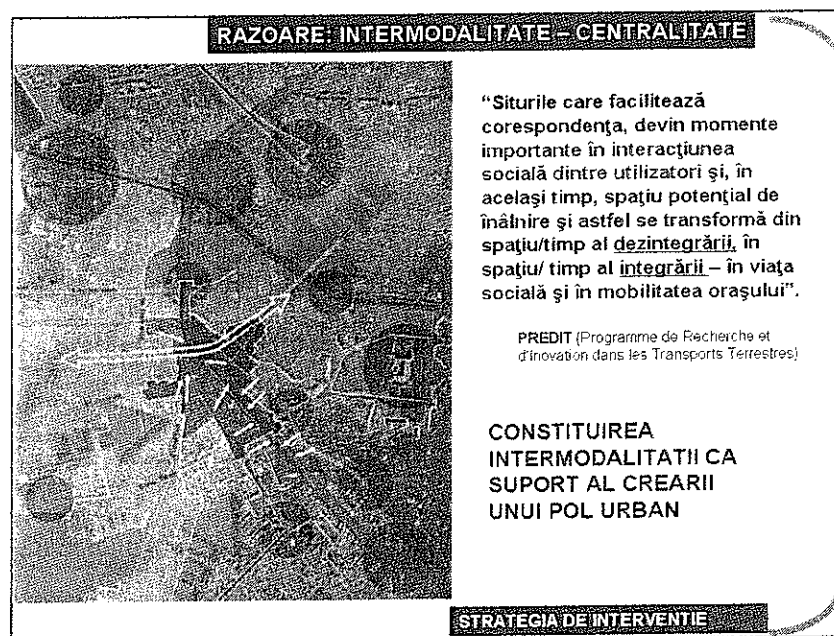 RAZOARE: INTERMODALITATE – CENTRALITATE
“Siturile care facilitează
corespondenţa, devin momente
importante în interacţiunea
socială dintre utilizatori şi, în
acelaşi timp, spaţiu potenţial de
înâlnire şi astfel se transformă din
spaţiu/timp al dezintegrării, în
spaţiu/ timp al integrării – în viaţa
socială şi în mobilitatea oraşului”.
PREDIT (Programme de Recherche et
d'inovation dans les Transports Terrestres)
CONSTITUIREA
INTERMODALITATII CA
SUPORT AL CREARII
UNUI POL URBAN
STRATEGIA DE INTERVENTIE